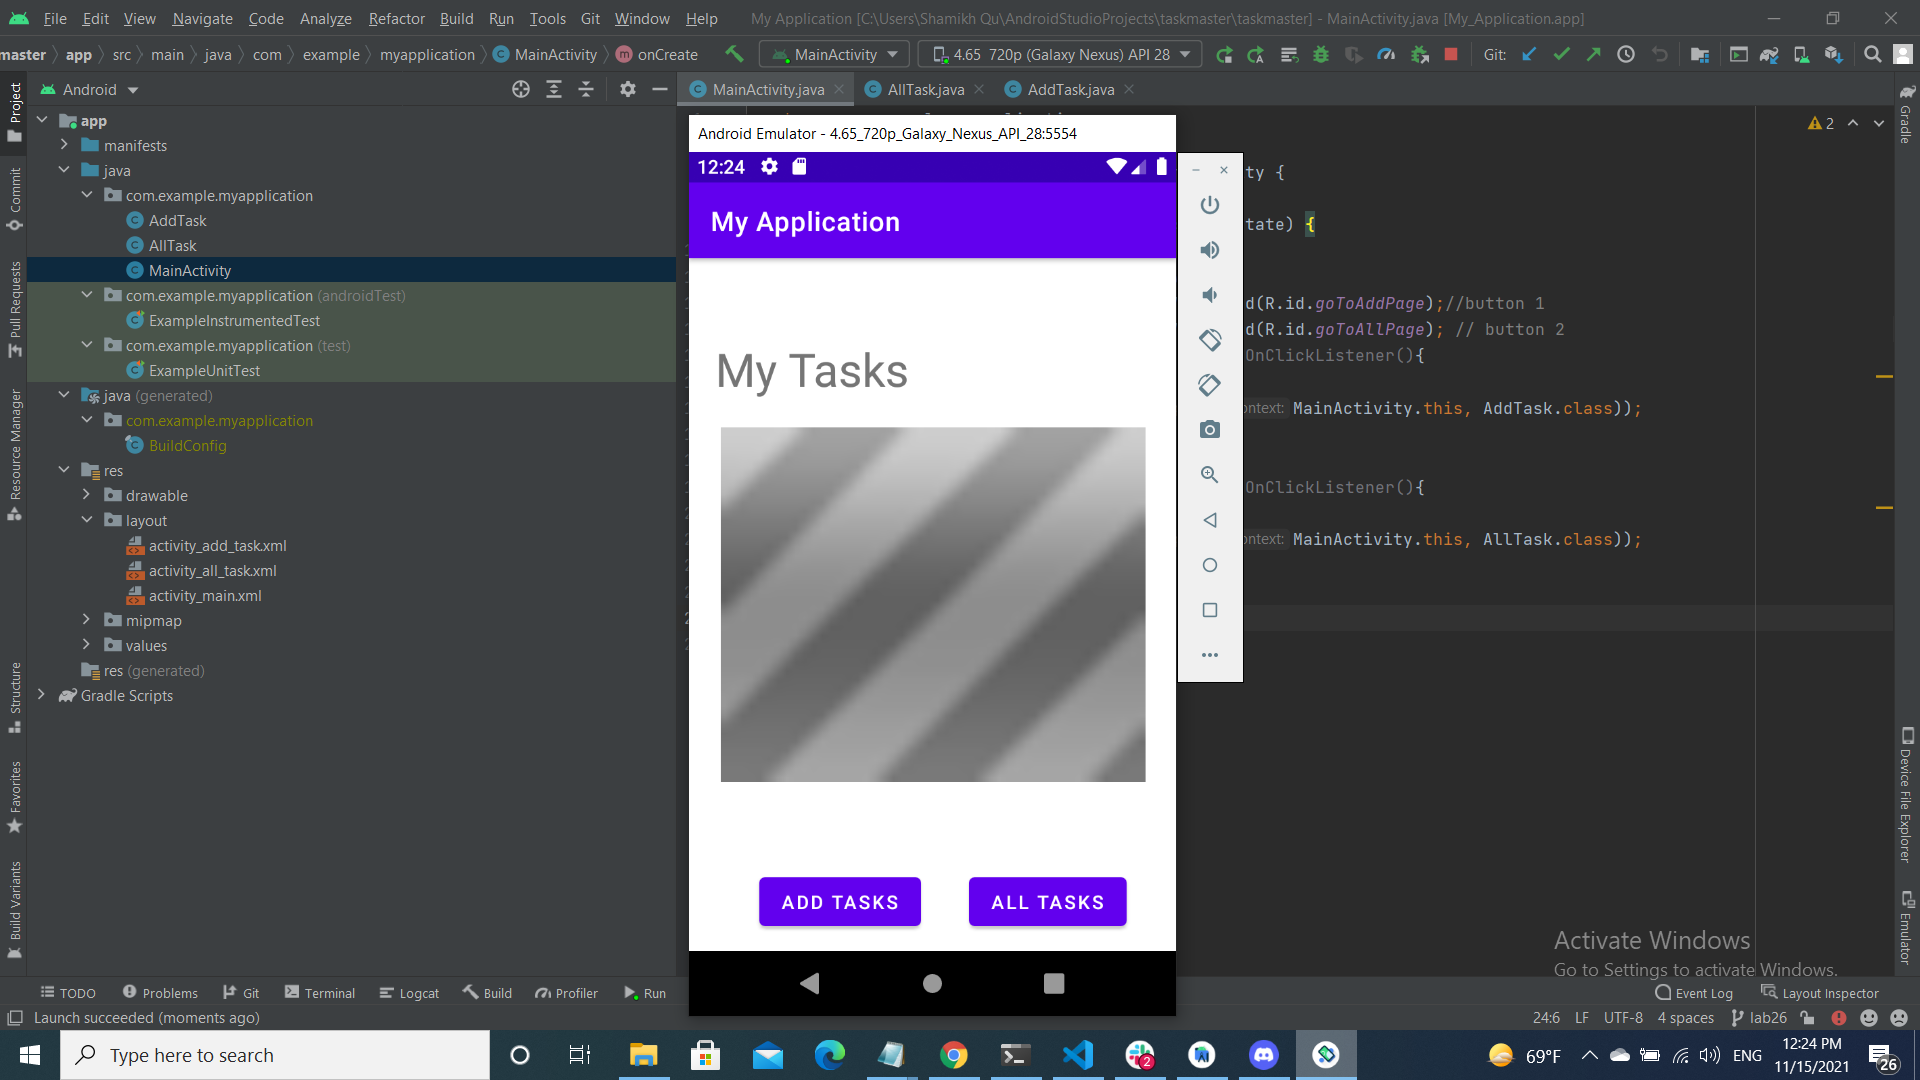 File Edit View Navigate Code Analyze Refactor Build Run Tools Git Window Help My Application [C:\Users\Shamikh Qu\AndroidStudioProjects\taskmaster\taskmaster] - MainActivity.java [My_Application.app]
master app src main java com example myapplication MainActivity onCreate MainActivity 4.65 720p (Galaxy Nexus) API 28 Git:
Android
MainActivity.java AllTask.java AddTask.java
Project
Commit
Pull Requests
Resource Manager
Structure
Favorites
Build Variants
app
manifests
java
com.example.myapplication
AddTask
AllTask
MainActivity
com.example.myapplication (androidTest)
ExampleInstrumentedTest
com.example.myapplication (test)
ExampleUnitTest
java (generated)
com.example.myapplication
BuildConfig
res
drawable
layout
activity_add_task.xml
activity_all_task.xml
activity_main.xml
mipmap
values
res (generated)
Gradle Scripts
Android Emulator - 4.65_720p_Galaxy_Nexus_API_28:5554
12:24
My Application
My Tasks
ADD TASKS ALL TASKS
2
ty {
tate) {
d(R.id.goToAddPage);//button 1
d(R.id.goToAllPage); // button 2
OnClickListener(){
ontext: MainActivity.this, AddTask.class));
OnClickListener(){
ontext: MainActivity.this, AllTask.class));
Gradle
Device File Explorer
Emulator
Activate Windows
Go to Settings to activate Windows.
TODO Problems Git Terminal Logcat Build Profiler Run Event Log Layout Inspector
Launch succeeded (moments ago) 24:6 LF UTF-8 4 spaces lab26
Type here to search 2 69°F ENG 12:24 PM
11/15/2021 26